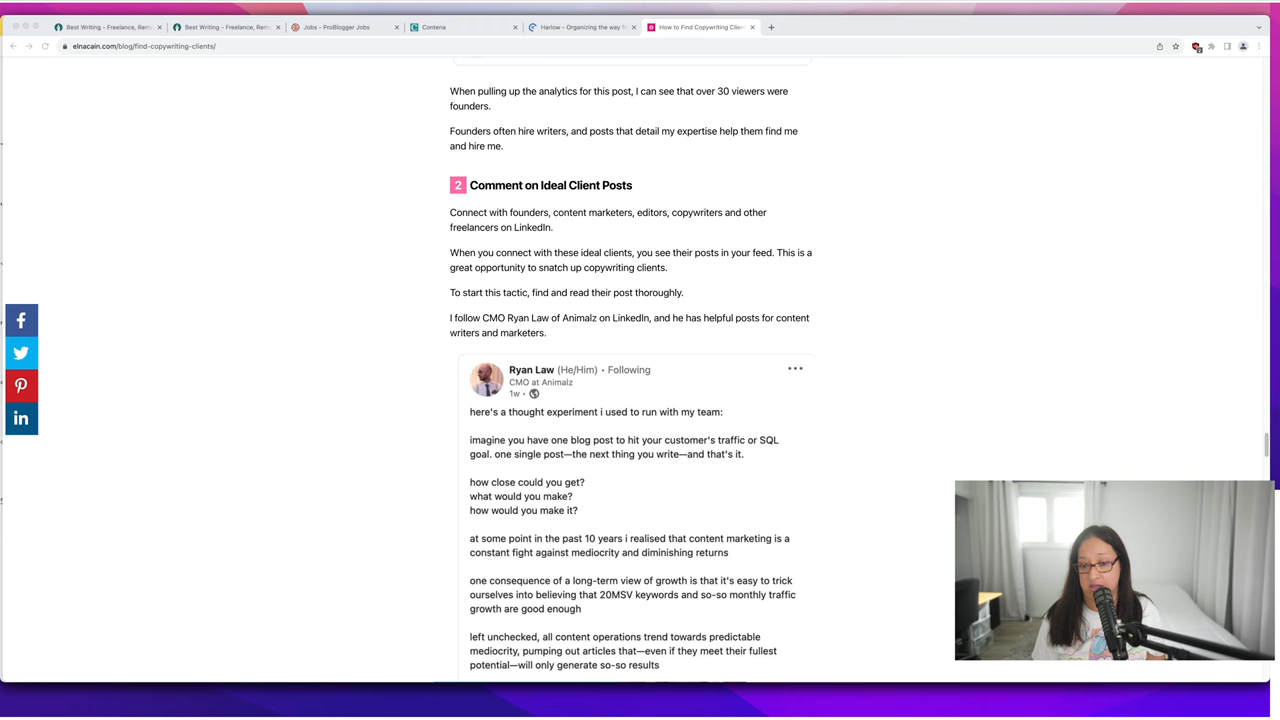 Best Writing - Freelance, Remo
Best Writing - Freelance, Remo
Jobs - ProBlogger Jobs
Contena
Harlow - Organizing the way f
How to Find Copywriting Clien
elnacain.com/blog/find-copywriting-clients/
When pulling up the analytics for this post, I can see that over 30 viewers were
founders.
Founders often hire writers, and posts that detail my expertise help them find me
and hire me.
2 Comment on Ideal Client Posts
Connect with founders, content marketers, editors, copywriters and other
freelancers on LinkedIn.
When you connect with these ideal clients, you see their posts in your feed. This is a
great opportunity to snatch up copywriting clients.
To start this tactic, find and read their post thoroughly.
I follow CMO Ryan Law of Animalz on LinkedIn, and he has helpful posts for content
writers and marketers.
Ryan Law (He/Him) • Following
CMO at Animalz
1w •
here's a thought experiment i used to run with my team:
imagine you have one blog post to hit your customer's traffic or SQL
goal. one single post—the next thing you write—and that's it.
how close could you get?
what would you make?
how would you make it?
at some point in the past 10 years i realised that content marketing is a
constant fight against mediocrity and diminishing returns
one consequence of a long-term view of growth is that it's easy to trick
ourselves into believing that 20MSV keywords and so-so monthly traffic
growth are good enough
left unchecked, all content operations trend towards predictable
mediocrity, pumping out articles that—even if they meet their fullest
potential—will only generate so-so results